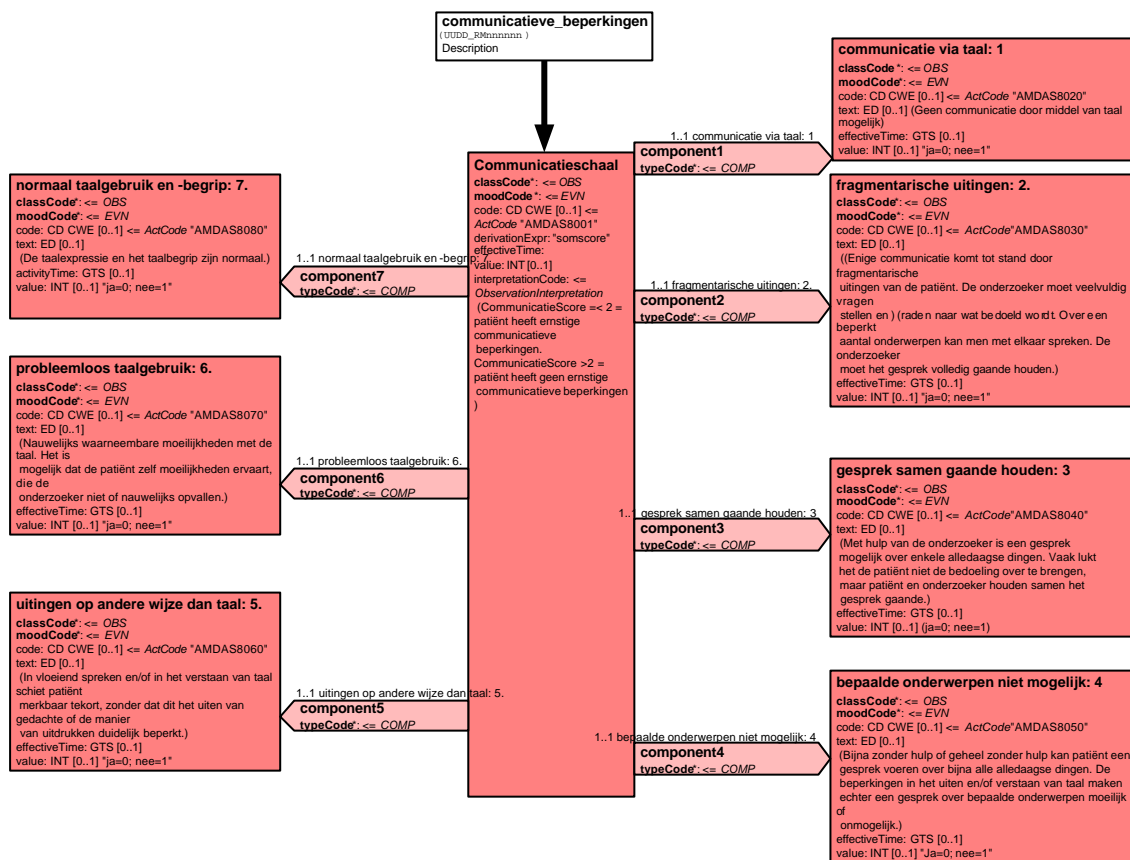 communicatieve_beperkingen
(UUDD_RMnnnnnn )
Description
communicatie via taal: 1
classCode*: <= OBS
moodCode*: <= EVN
code: CD CWE [0..1] <= ActCode "AMDAS8020"
text: ED [0..1] (Geen communicatie door middel van taal
mogelijk)
effectiveTime: GTS [0..1]
value: INT [0..1] "ja=0; nee=1"
1..1 communicatie via taal: 1
component1
typeCode*: <= COMP
Communicatieschaal
classCode*: <= OBS
moodCode*: <= EVN
code: CD CWE [0..1] <=
ActCode "AMDAS8001"
derivationExpr: "somscore"
effectiveTime:
value: INT[0..1]
interpretationCode: <=
ObservationInterpretation
(CommunicatieScore =< 2 =
patiënt heeft ernstige
communicatieve
beperkingen.
CommunicatieScore >2 =
patiënt heeft geen ernstige
communicatieve beperkingen
)
normaal taalgebruik en -begrip: 7.
classCode*: <= OBS
moodCode*: <= EVN
code: CD CWE [0..1] <= ActCode "AMDAS8080"
text: ED [0..1]
(De taalexpressie en het taalbegrip zijn normaal.)
activityTime: GTS [0..1]
value: INT [0..1] "ja=0; nee=1"
1..1 normaal taalgebruik en -begrip: 7.
component7
typeCode*: <= COMP
fragmentarische uitingen: 2.
classCode*: <= OBS
moodCode*: <= EVN
code: CD CWE [0..1] <= ActCode "AMDAS8030"
text: ED [0..1]
((Enige communicatie komt tot stand door
fragmentarische
uitingen van de patiënt. De onderzoeker moet veelvuldig
vragen
stellen en ) (raden naar wat bedoeld wordt. Over een
beperkt
aantal onderwerpen kan men met elkaar spreken. De
onderzoeker
moet het gesprek volledig gaande houden.)
effectiveTime: GTS [0..1]
value: INT [0..1] "ja=0; nee=1"
1..1 fragmentarische uitingen: 2.
component2
typeCode*: <= COMP
probleemloos taalgebruik: 6.
classCode*: <= OBS
moodCode*: <= EVN
code: CD CWE [0..1] <= ActCode "AMDAS8070"
text: ED [0..1]
(Nauwelijks waarneembare moeilijkheden met de
taal. Het is
mogelijk dat de patiënt zelf moeilijkheden ervaart,
die de
onderzoeker niet of nauwelijks opvallen.)
effectiveTime: GTS [0..1]
value: INT [0..1] "ja=0; nee=1"
1..1 probleemloos taalgebruik: 6.
component6
typeCode*: <= COMP
gesprek samen gaande houden: 3
classCode*: <= OBS
moodCode*: <= EVN
code: CD CWE [0..1] <= ActCode"AMDAS8040"
text: ED [0..1]
(Met hulp van de onderzoeker is een gesprek
mogelijk over enkele alledaagse dingen. Vaak lukt
het de patiënt niet de bedoeling over te brengen,
maar patiënt en onderzoeker houden samen het
gesprek gaande.)
effectiveTime: GTS [0..1]
value: INT [0..1] (ja=0; nee=1)
1..1 gesprek samen gaande houden: 3
component3
typeCode*: <= COMP
uitingen op andere wijze dan taal: 5.
classCode*: <= OBS
moodCode*: <= EVN
code: CD CWE [0..1] <= ActCode "AMDAS8060"
text: ED [0..1]
(In vloeiend spreken en/of in het verstaan van taal
schiet patiënt
merkbaar tekort, zonder dat dit het uiten van
gedachte of de manier
van uitdrukken duidelijk beperkt.)
effectiveTime: GTS [0..1]
value: INT [0..1] "ja=0; nee=1"
1..1 uitingen op andere wijze dan taal: 5.
component5
typeCode*: <= COMP
bepaalde onderwerpen niet mogelijk: 4
classCode*: <= OBS
moodCode*: <= EVN
code: CD CWE [0..1] <= ActCode"AMDAS8050"
text: ED [0..1]
(Bijna zonder hulp of geheel zonder hulp kan patiënt een
gesprek voeren over bijna alle alledaagse dingen. De
beperkingen in het uiten en/of verstaan van taal maken
echter een gesprek over bepaalde onderwerpen moeilijk
of
onmogelijk.)
effectiveTime: GTS [0..1]
value: INT [0..1] "Ja=0; nee=1"
1..1 bepaalde onderwerpen niet mogelijk: 4
component4
typeCode*: <= COMP